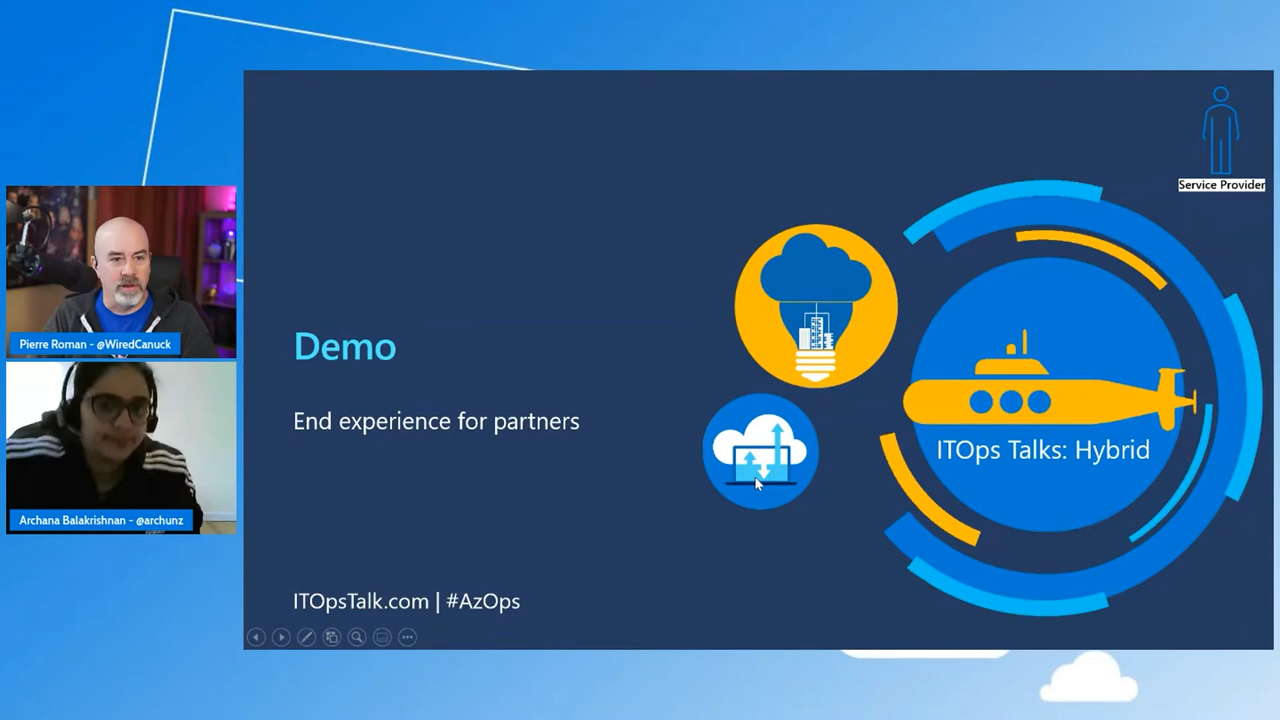 Service Provider
Pierre Roman - @WiredCanuck
Archana Balakrishnan - @archunz
Demo
End experience for partners
ITOps Talks: Hybrid
ITOpsTalk.com | #AzOps